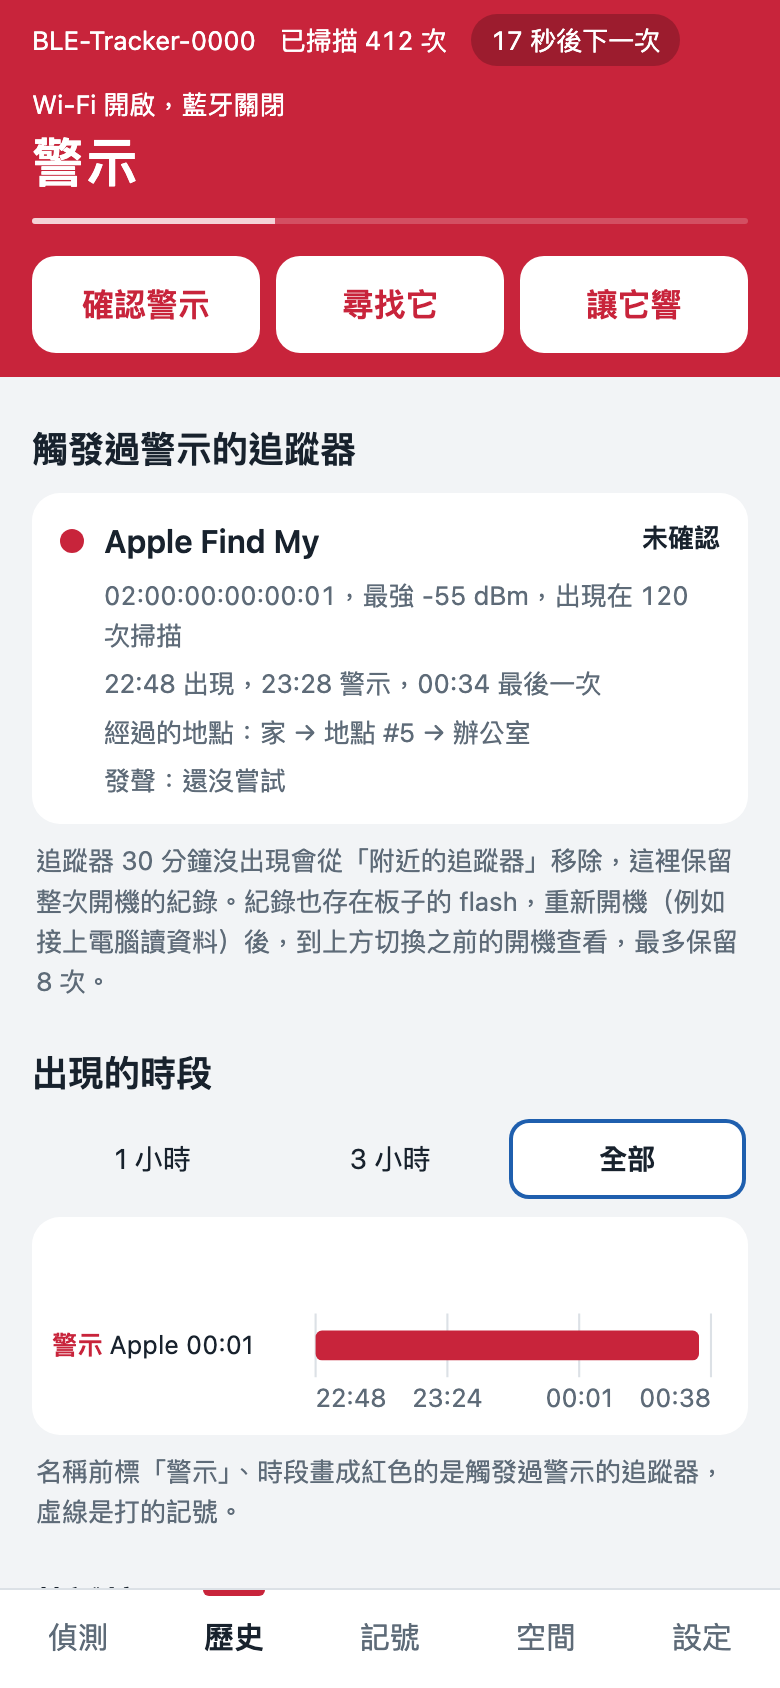 BLE-Tracker-0000 已掃描 412 次 17 秒後下一次
Wi-Fi 開啟，藍牙關閉
警示
確認警示 尋找它 讓它響
觸發過警示的追蹤器
Apple Find My 未確認
02:00:00:00:00:01，最強 -55 dBm，出現在 120
次掃描
22:48 出現，23:28 警示，00:34 最後一次
經過的地點：家 → 地點 #5 → 辦公室
發聲：還沒嘗試
追蹤器 30 分鐘沒出現會從「附近的追蹤器」移除，這裡保留
整次開機的紀錄。紀錄也存在板子的 flash，重新開機（例如
接上電腦讀資料）後，到上方切換之前的開機查看，最多保留
8 次。
出現的時段
1 小時 3 小時 全部
警示 Apple 00:01
22:48 23:24 00:01 00:38
名稱前標「警示」、時段畫成紅色的是觸發過警示的追蹤器，
虛線是打的記號。
偵測 歷史 記號 空間 設定